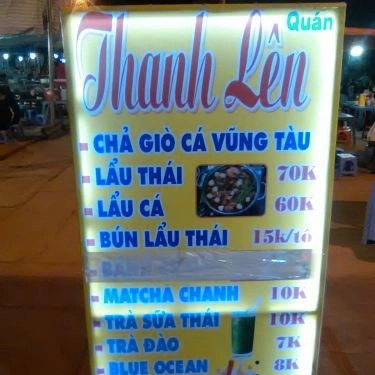 Quán
Thanh Lên
CHẢ GIÒ CÁ VŨNG TÀU
LẨU THÁI 70K
LẨU CÁ 60K
BÚN LẨU THÁI 15k/tô
MATCHA CHANH 10K
TRÀ SỮA THÁI 10K
TRÀ ĐÀO 7K
BLUE OCEAN 8K